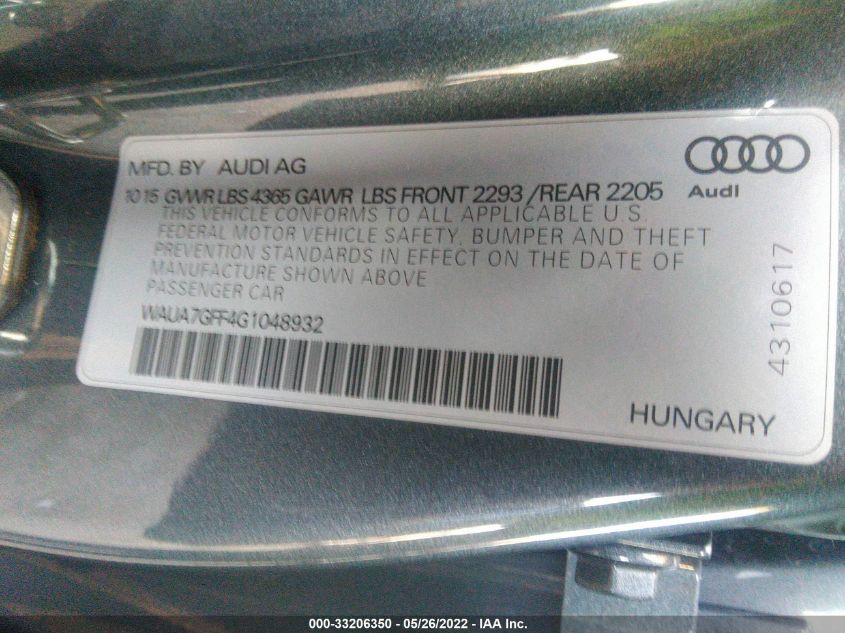 MFD. BY AUDI AG
10 15 GVWR LBS 4365 GAWR LBS FRONT 2293 /REAR 2205
Audi
THIS VEHICLE CONFORMS TO ALL APPLICABLE U.S.
FEDERAL MOTOR VEHICLE SAFETY, BUMPER AND THEFT
PREVENTION STANDARDS IN EFFECT ON THE DATE OF
MANUFACTURE SHOWN ABOVE
PASSENGER CAR
WAUA7GFF4G1048932
4310617
HUNGARY
000-33206350 - 05/26/2022 - IAA Inc.